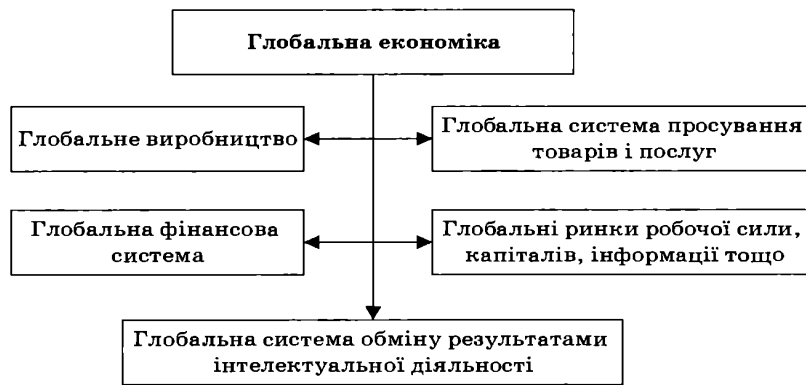 Глобальна економіка
Глобальне виробництво
Глобальна система просування
товарів і послуг
Глобальна фінансова
система
Глобальні ринки робочої сили,
капіталів, інформації тощо
Глобальна система обміну результатами
інтелектуальної діяльності